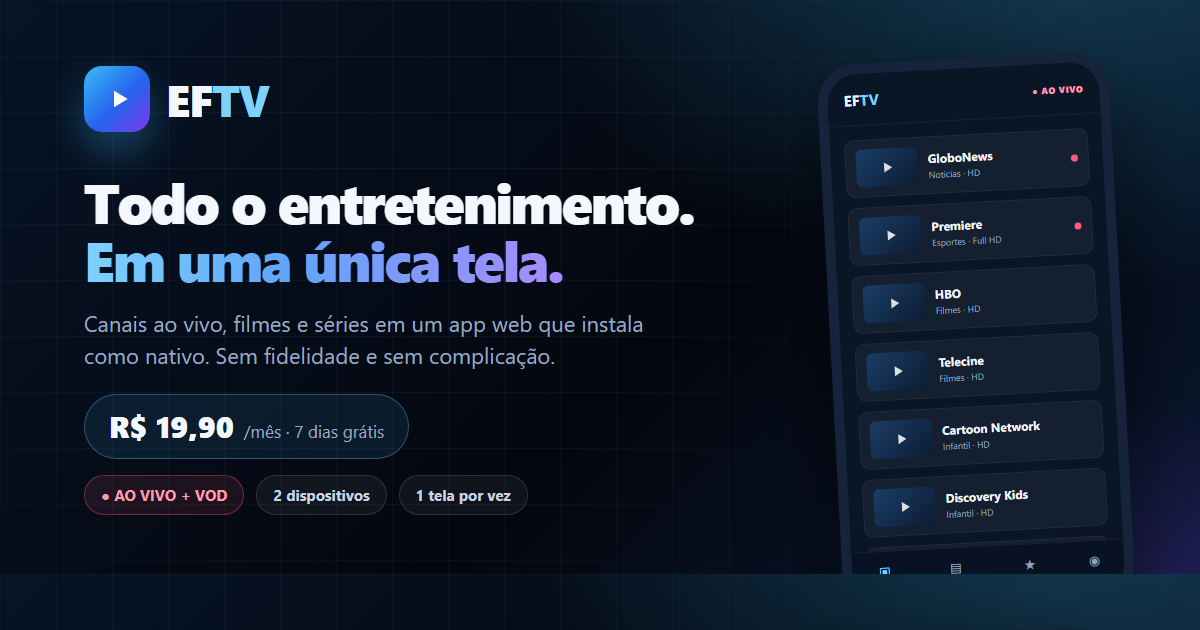 EFTV
Todo o entretenimento.
Em uma única tela.
Canais ao vivo, filmes e séries em um app web que instala
como nativo. Sem fidelidade e sem complicação.
R$ 19,90 /mês · 7 dias grátis
● AO VIVO + VOD
2 dispositivos
1 tela por vez
EFTV
● AO VIVO
GloboNews
Notícias · HD
Premiere
Esportes · Full HD
HBO
Filmes · HD
Telecine
Filmes · HD
Cartoon Network
Infantil · HD
Discovery Kids
Infantil · HD